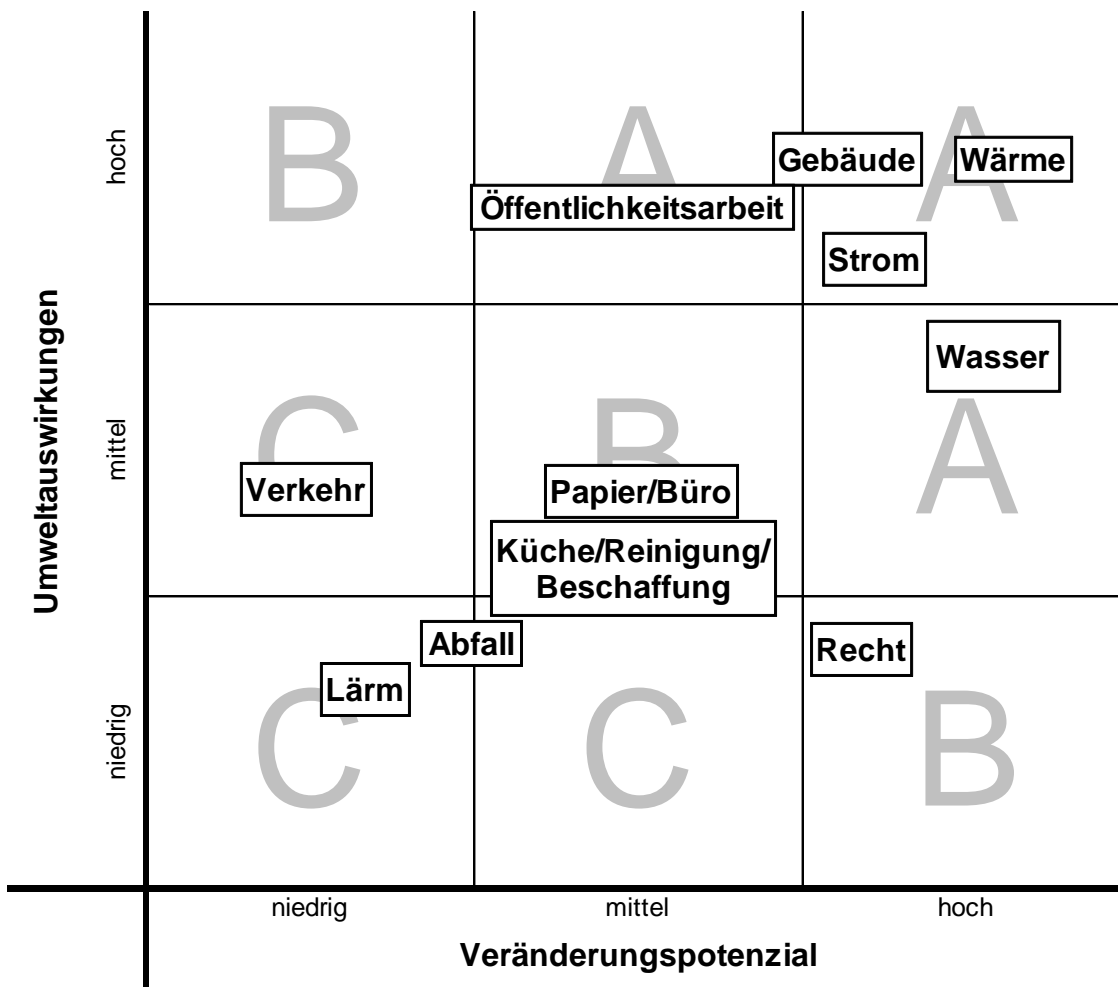 B
A
A
Gebäude
Wärme
Öffentlichkeitsarbeit
Strom
hoch
C
B
A
Wasser
Verkehr
Papier/Büro
Küche/Reinigung/
Beschaffung
mittel
Umweltauswirkungen
C
C
B
Abfall
Recht
Lärm
niedrig
niedrig
mittel
hoch
Veränderungspotenzial